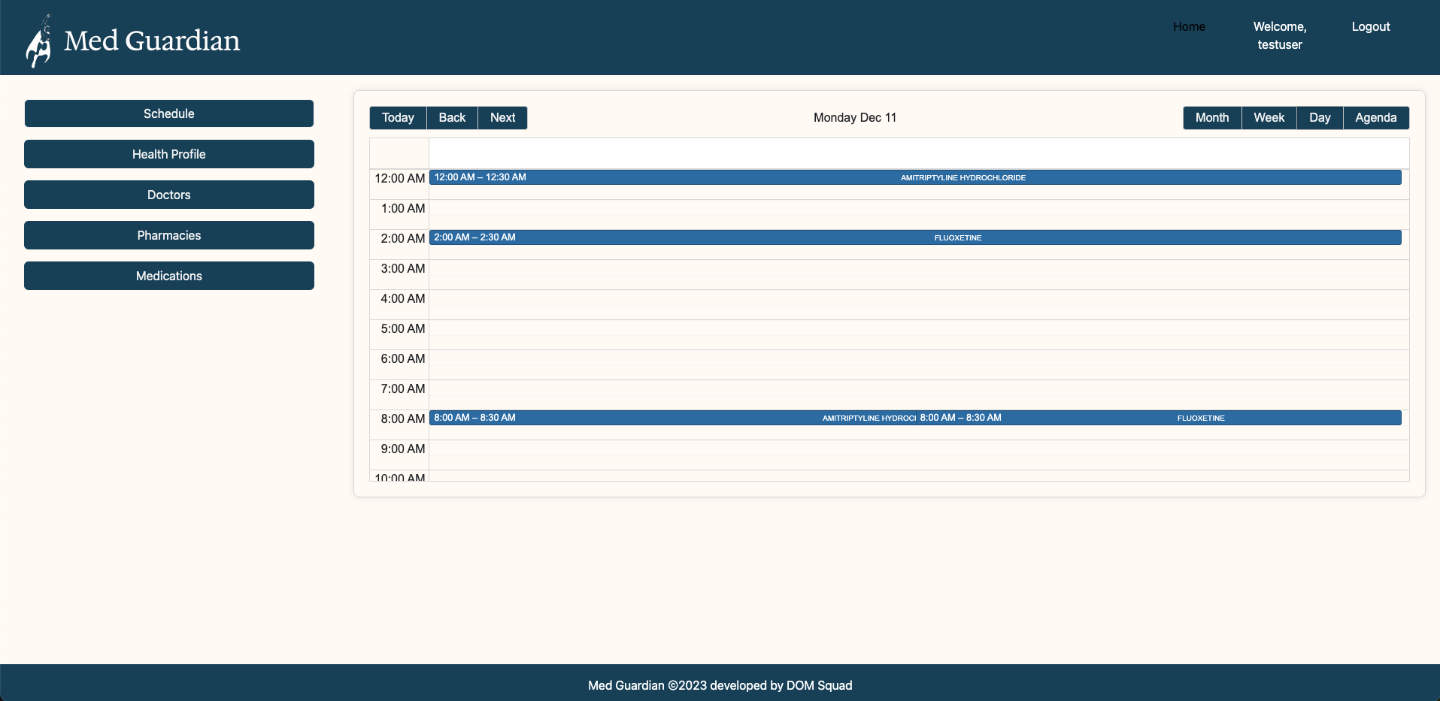 Med Guardian
Home
Welcome,
testuser
Logout
Schedule
Health Profile
Doctors
Pharmacies
Medications
Today Back Next
Monday Dec 11
Month Week Day Agenda
12:00 AM 12:00 AM – 12:30 AM AMITRIPTYLINE HYDROCHLORIDE
1:00 AM
2:00 AM 2:00 AM – 2:30 AM FLUOXETINE
3:00 AM
4:00 AM
5:00 AM
6:00 AM
7:00 AM
8:00 AM 8:00 AM – 8:30 AM AMITRIPTYLINE HYDROCI 8:00 AM – 8:30 AM FLUOXETINE
9:00 AM
10:00 AM
Med Guardian ©2023 developed by DOM Squad